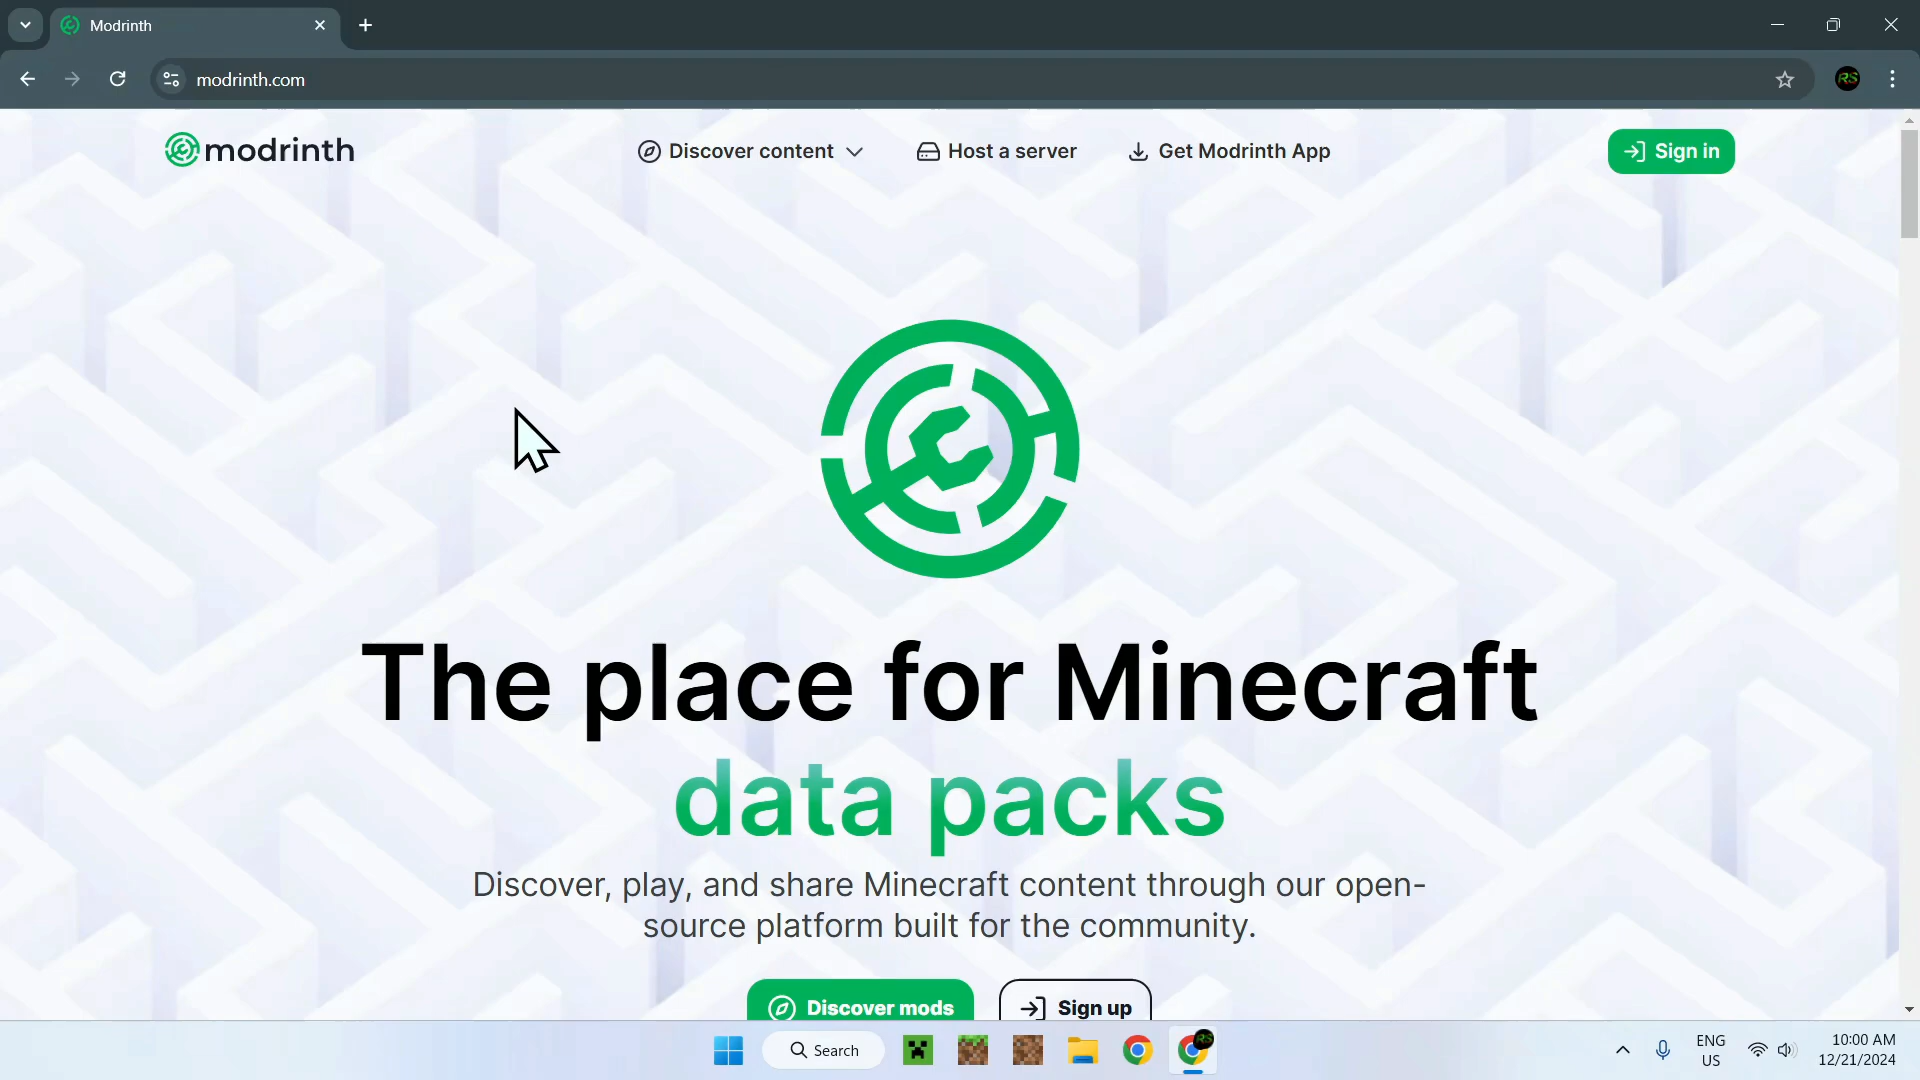 Modrinth
modrinth.com
RS
modrinth
Discover content
Host a server
Get Modrinth App
Sign in
The place for Minecraft
data packs
Discover, play, and share Minecraft content through our open-
source platform built for the community.
Discover mods
Sign up
Search
RS
ENG
US
10:00 AM
12/21/2024